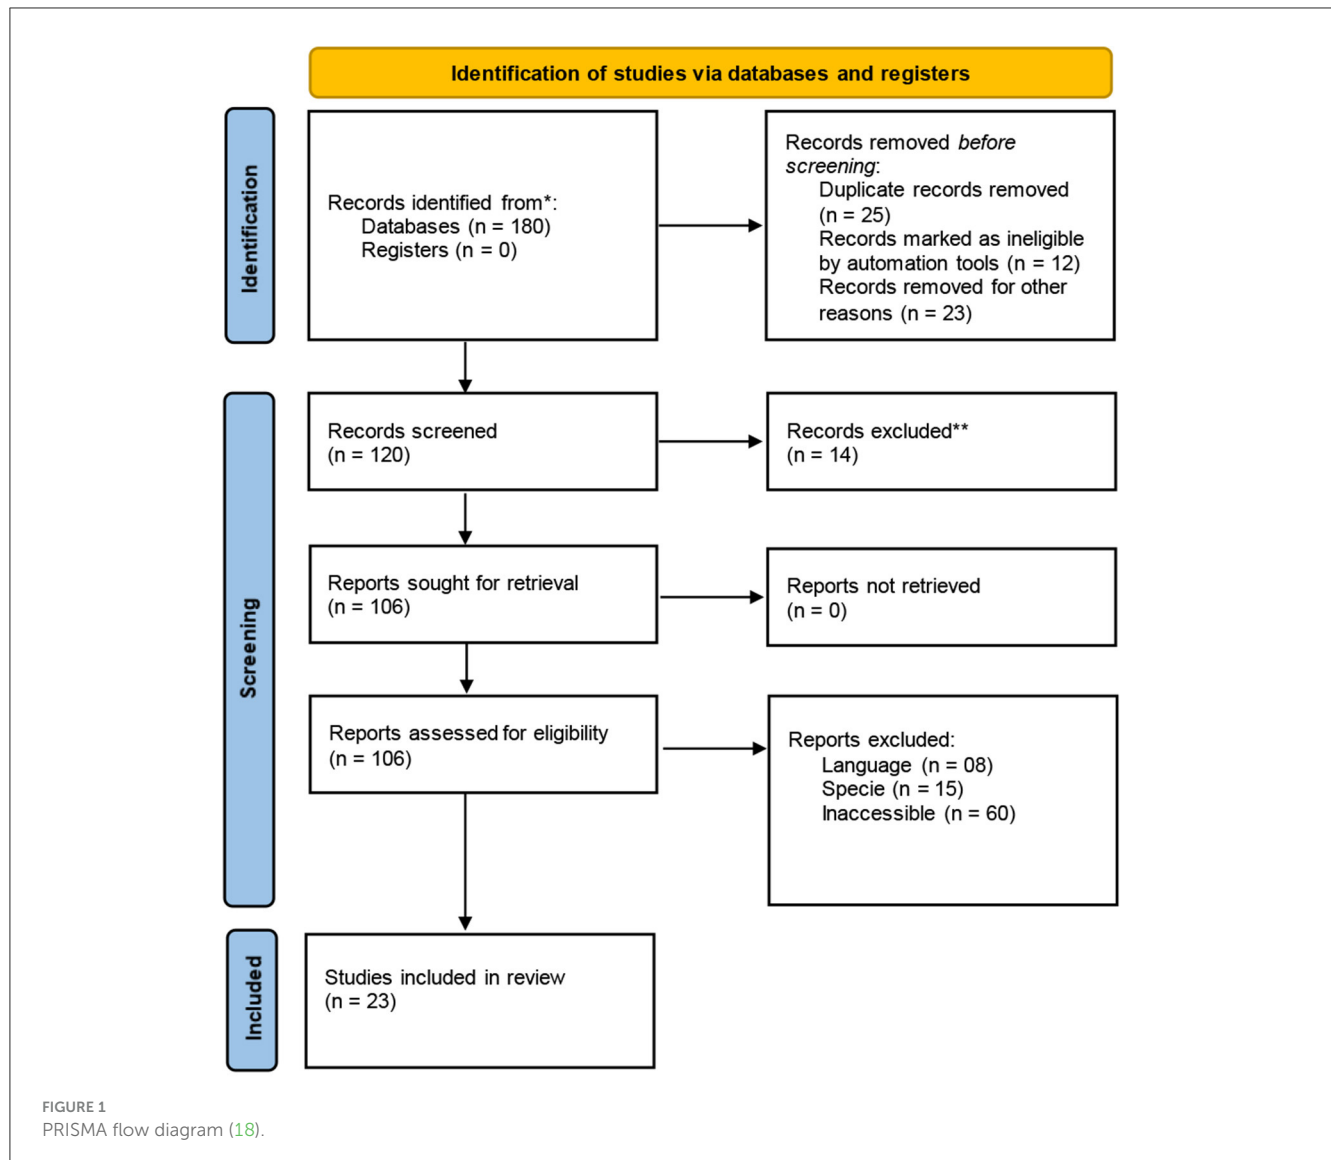 Identification of studies via databases and registers
Identification
Records identified from*:
Databases (n = 180)
Registers (n = 0)
Records removed before
screening:
Duplicate records removed
(n = 25)
Records marked as ineligible
by automation tools (n = 12)
Records removed for other
reasons (n = 23)
Screening
Records screened
(n = 120)
Records excluded**
(n = 14)
Reports sought for retrieval
(n = 106)
Reports not retrieved
(n = 0)
Reports assessed for eligibility
(n = 106)
Reports excluded:
Language (n = 08)
Specie (n = 15)
Inaccessible (n = 60)
Included
Studies included in review
(n = 23)
FIGURE 1
PRISMA flow diagram (18).